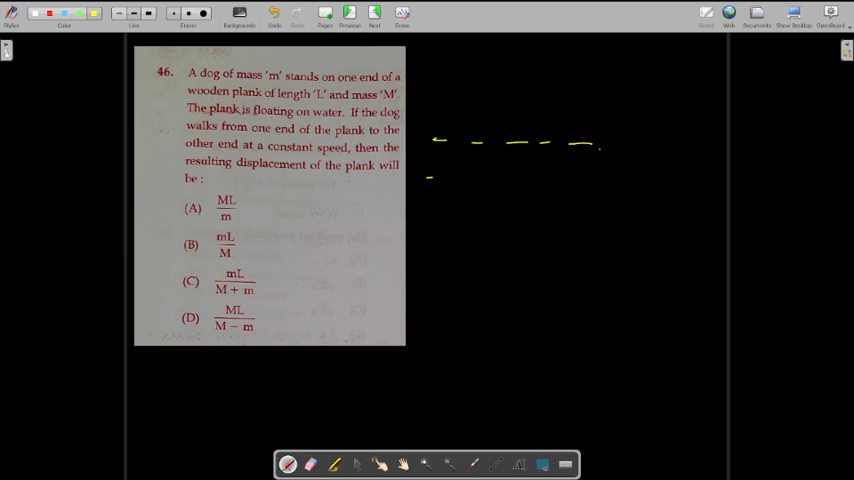 Stylus
Color
Line
Eraser
Backgrounds
Undo
Redo
Pages
Previous
Next
Erase
Board
Web
Documents
Show Desktop
OpenBoard
46. A dog of mass 'm' stands on one end of a
wooden plank of length 'L' and mass 'M'.
The plank is floating on water. If the dog
walks from one end of the plank to the
other end at a constant speed, then the
resulting displacement of the plank will
be :
(A) ML/m
(B) mL/M
(C) mL/(M + m)
(D) ML/(M − m)